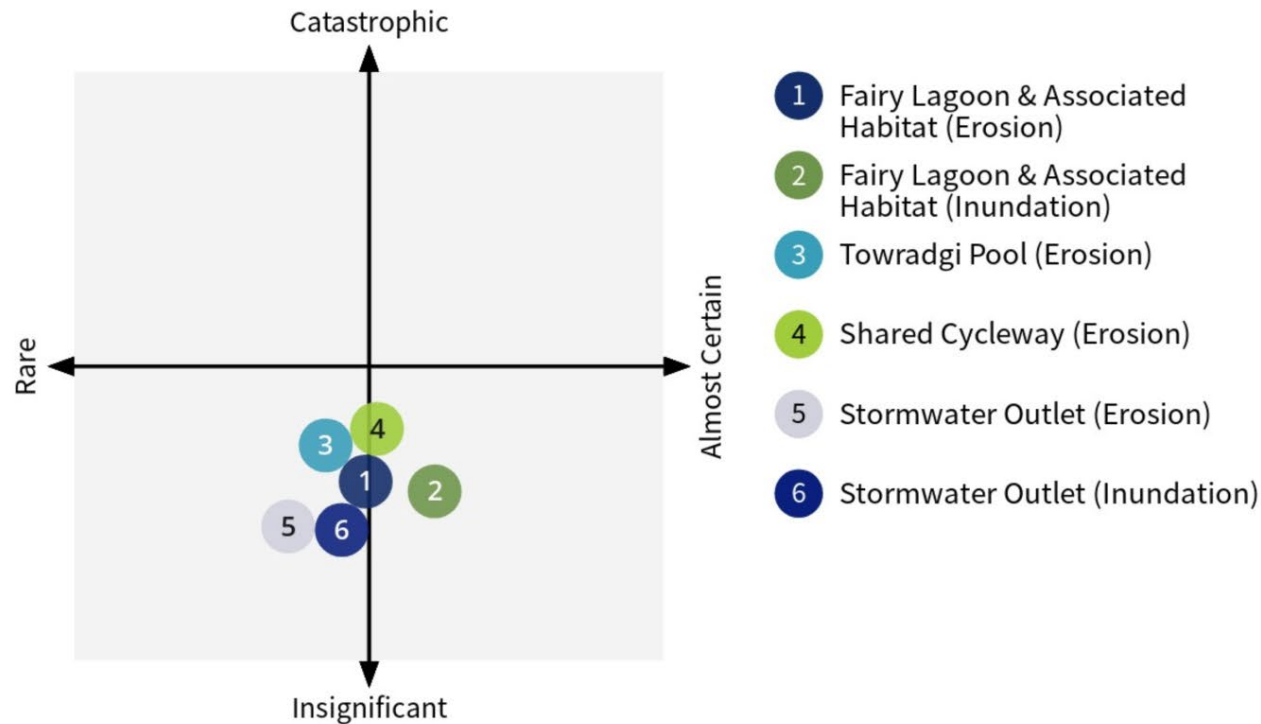 Catastrophic
Rare
Almost Certain
Insignificant
3
4
1
2
5
6
1 Fairy Lagoon & Associated
Habitat (Erosion)
2 Fairy Lagoon & Associated
Habitat (Inundation)
3 Towradgi Pool (Erosion)
4 Shared Cycleway (Erosion)
5 Stormwater Outlet (Erosion)
6 Stormwater Outlet (Inundation)